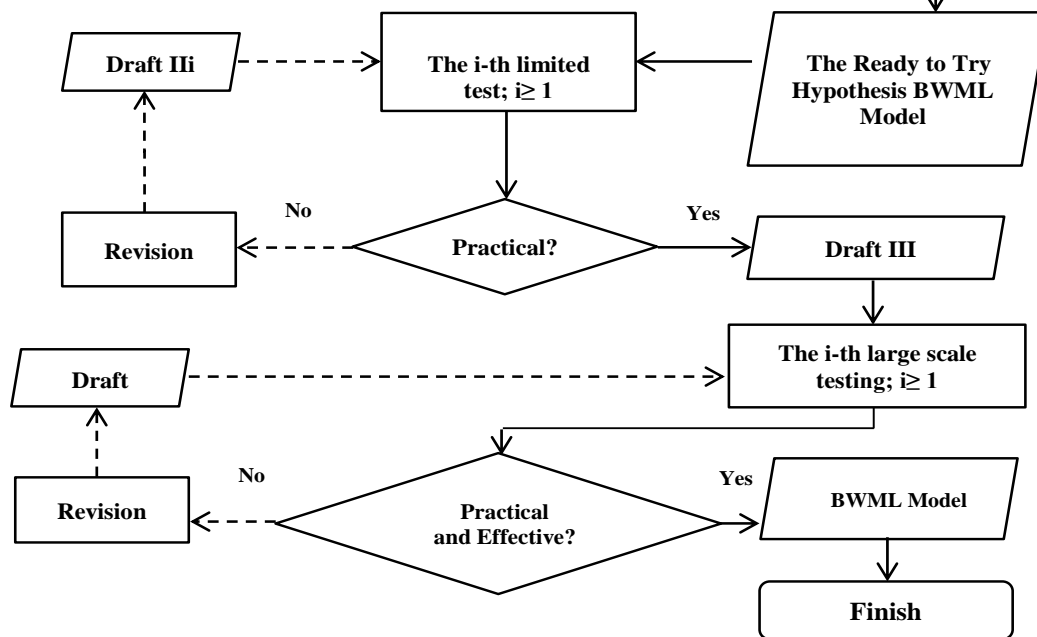 Draft IIi
The i-th limited
test; i≥ 1
The Ready to Try
Hypothesis BWML
Model
No
Yes
Revision
Practical?
Draft III
The i-th large scale
testing; i≥ 1
Draft
No
Yes
Revision
Practical
and Effective?
BWML Model
Finish